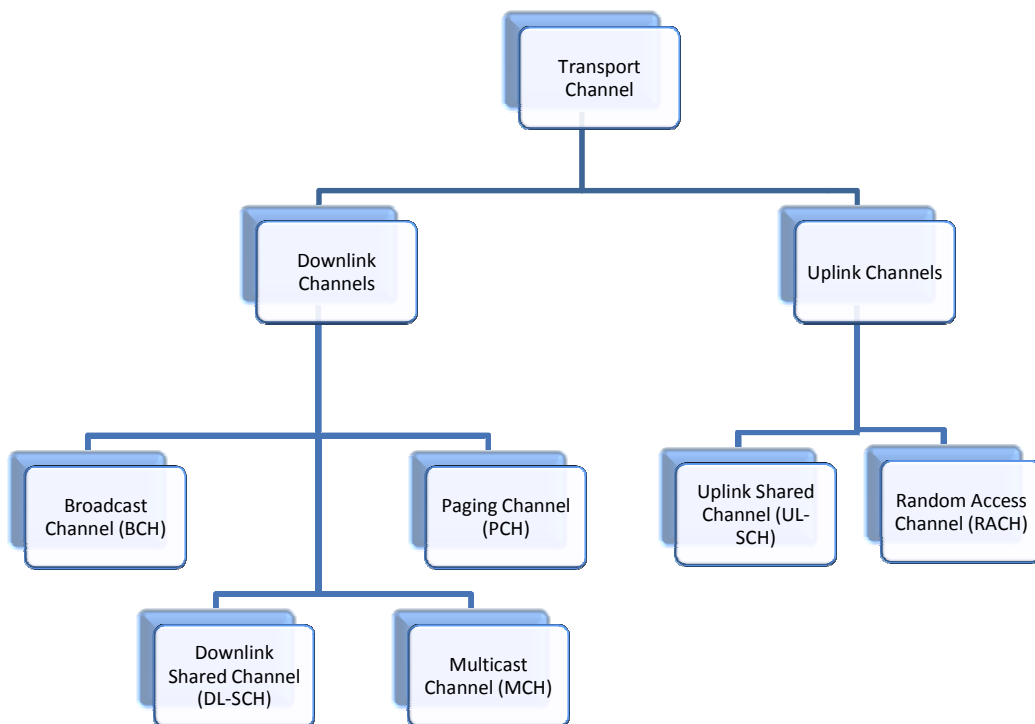 Transport
Channel
Downlink
Channels
Uplink Channels
Broadcast
Channel (BCH)
Paging Channel
(PCH)
Uplink Shared
Channel (UL-
SCH)
Random Access
Channel (RACH)
Downlink
Shared Channel
(DL-SCH)
Multicast
Channel (MCH)